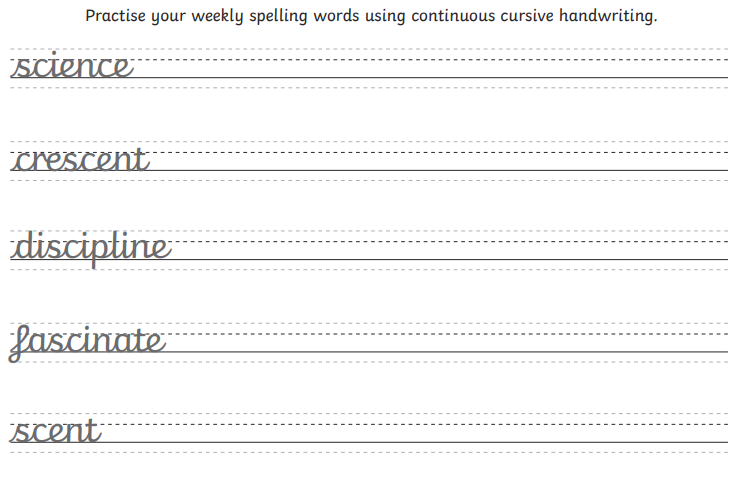 Practise your weekly spelling words using continuous cursive handwriting.
science
crescent
discipline
fascinate
scent